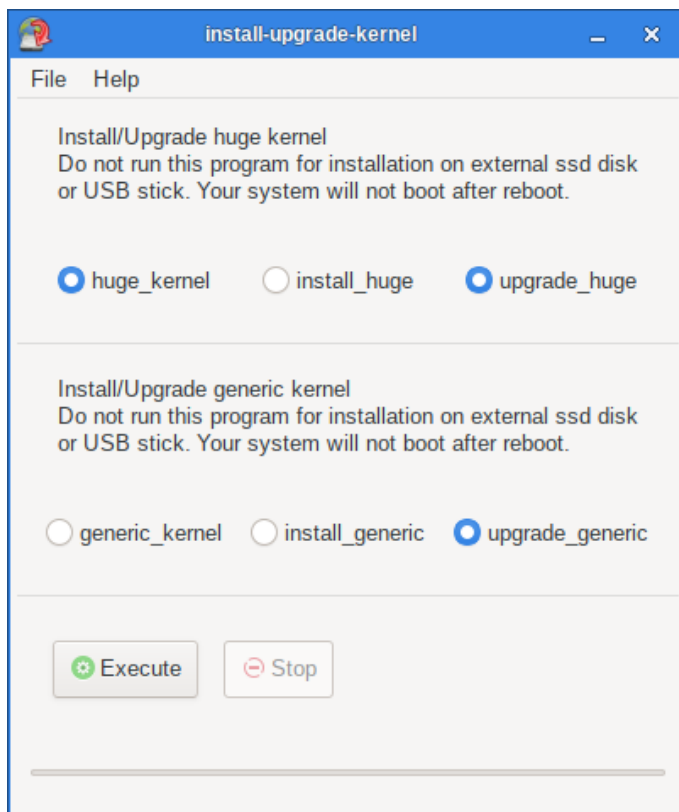 install-upgrade-kernel
File Help
Install/Upgrade huge kernel
Do not run this program for installation on external ssd disk
or USB stick. Your system will not boot after reboot.
huge_kernel install_huge upgrade_huge
Install/Upgrade generic kernel
Do not run this program for installation on external ssd disk
or USB stick. Your system will not boot after reboot.
generic_kernel install_generic upgrade_generic
Execute Stop